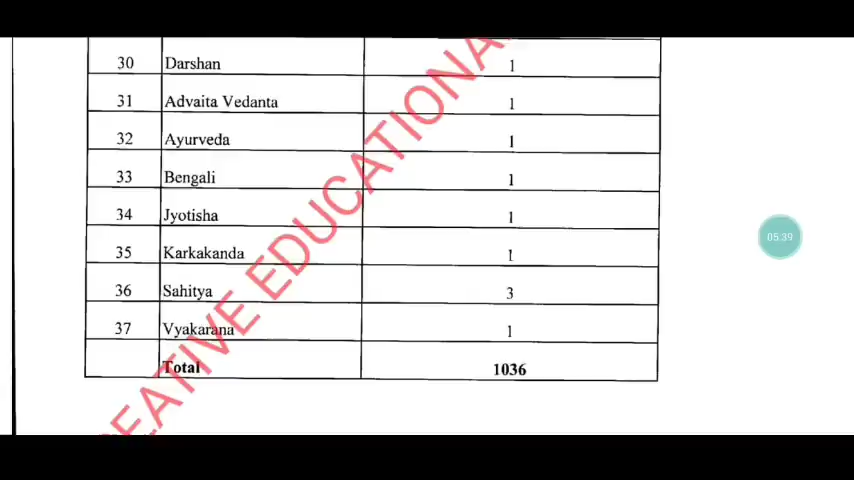 30 Darshan 1
31 Advaita Vedanta 1
32 Ayurveda 1
33 Bengali 1
34 Jyotisha 1
35 Karkakanda 1
36 Sahitya 3
37 Vyakarana 1
Total 1036
EATIVE EDUCATIONA
05:39